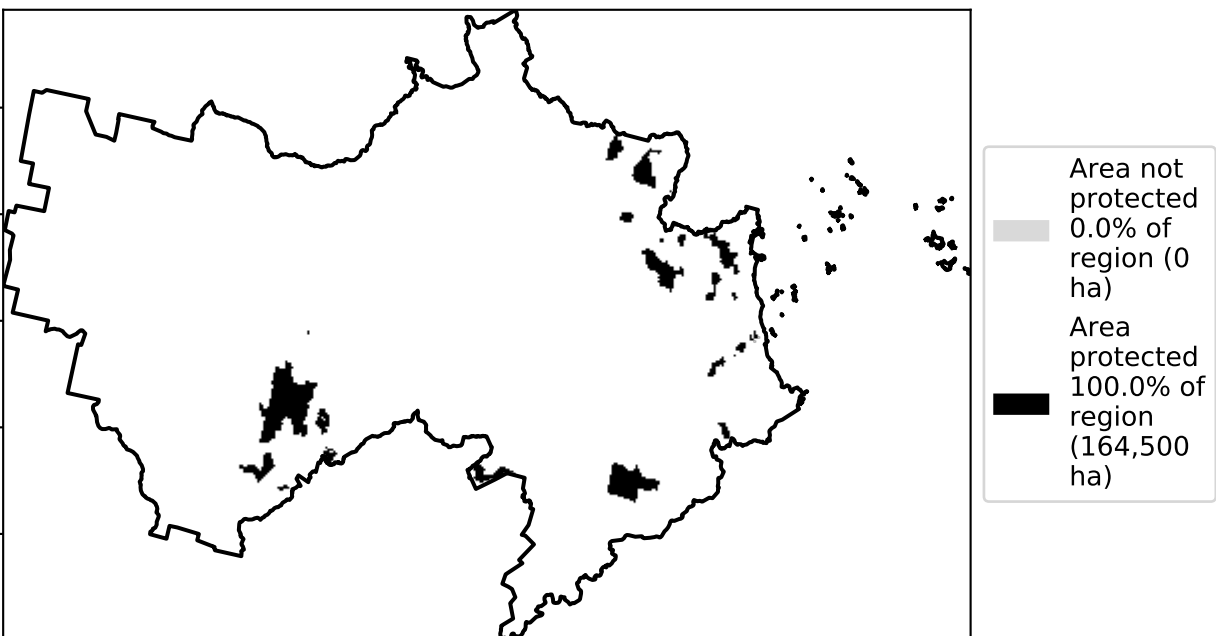 Area not
protected
0.0% of
region (0
ha)
Area
protected
100.0% of
region
(164,500
ha)